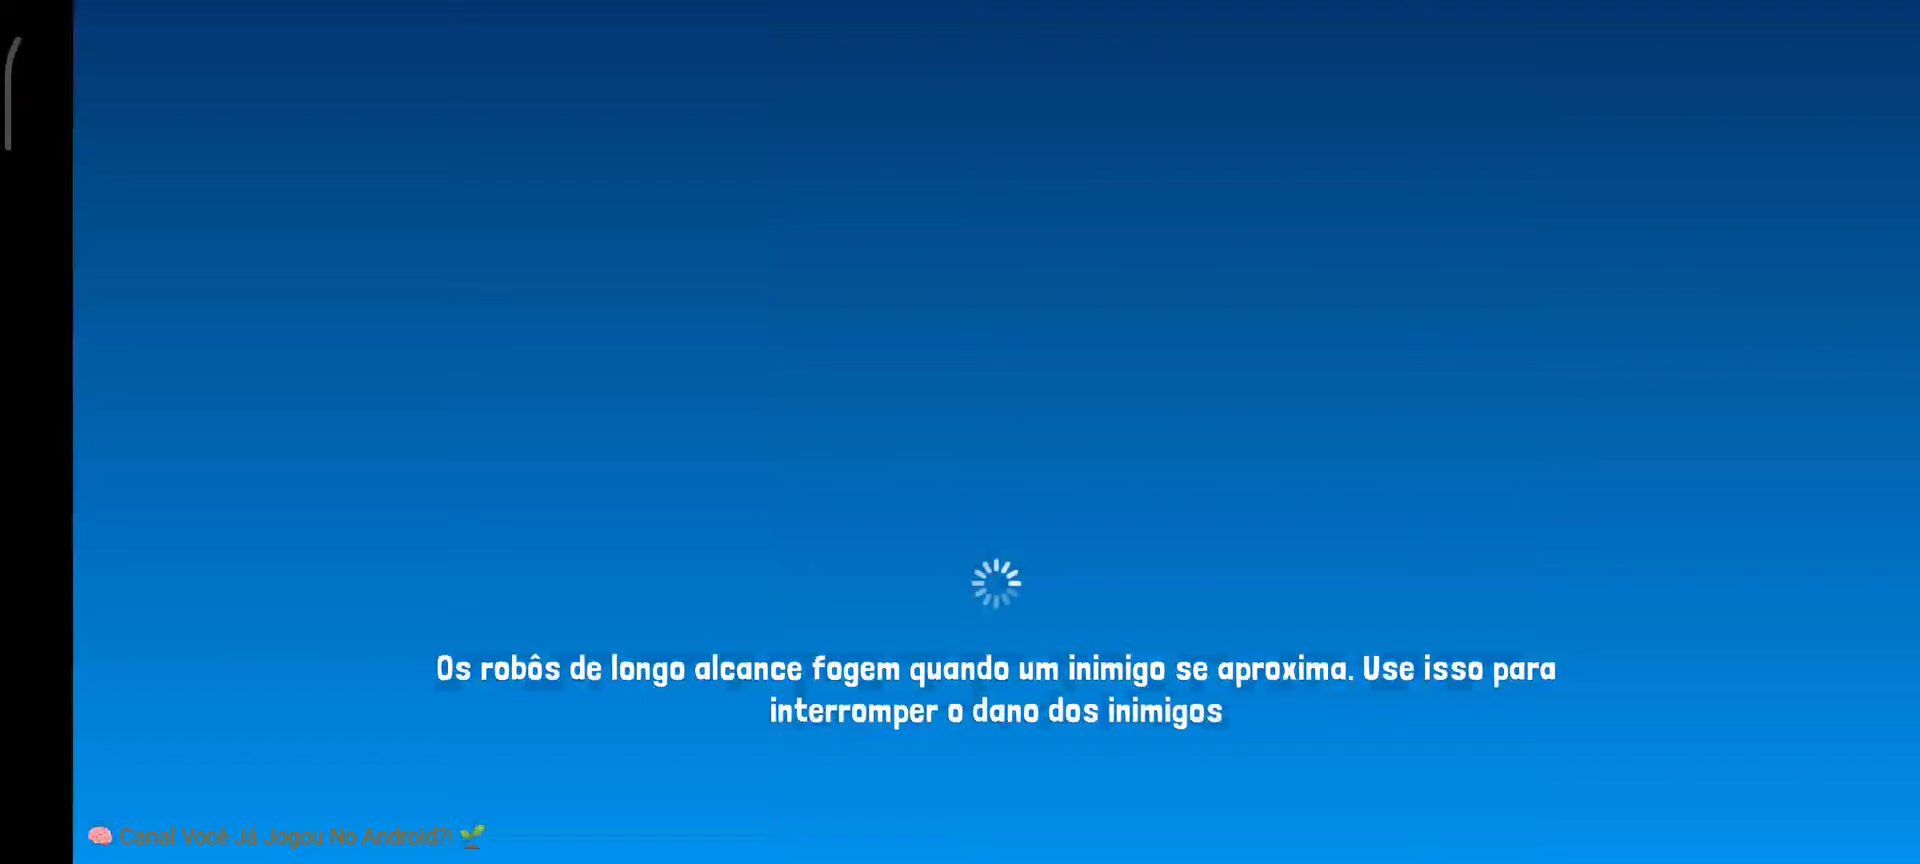 Os robôs de longo alcance fogem quando um inimigo se aproxima. Use isso para
interromper o dano dos inimigos
🧠 Canal Você Já Jogou No Android?! 🌱